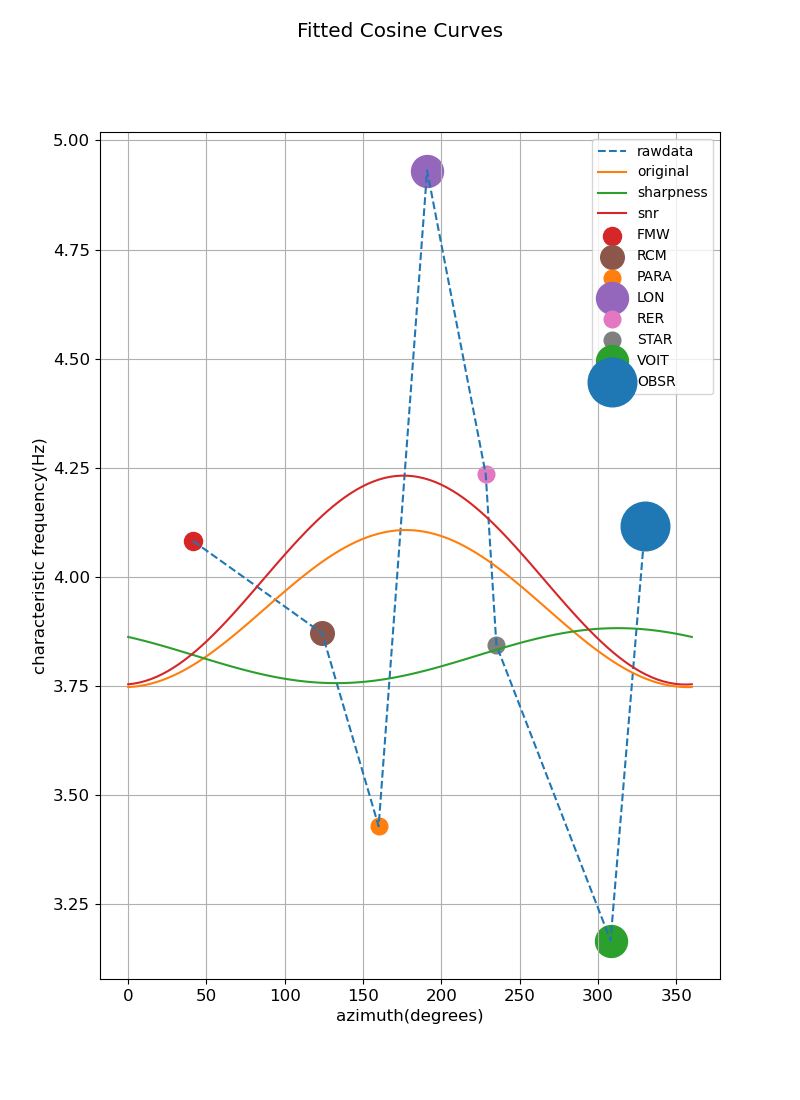 Fitted Cosine Curves
5.00
4.75
4.50
4.25
4.00
3.75
3.50
3.25
characteristic frequency(Hz)
rawdata
original
sharpness
snr
FMW
RCM
PARA
LON
RER
STAR
VOIT
OBSR
0 50 100 150 200 250 300 350
azimuth(degrees)